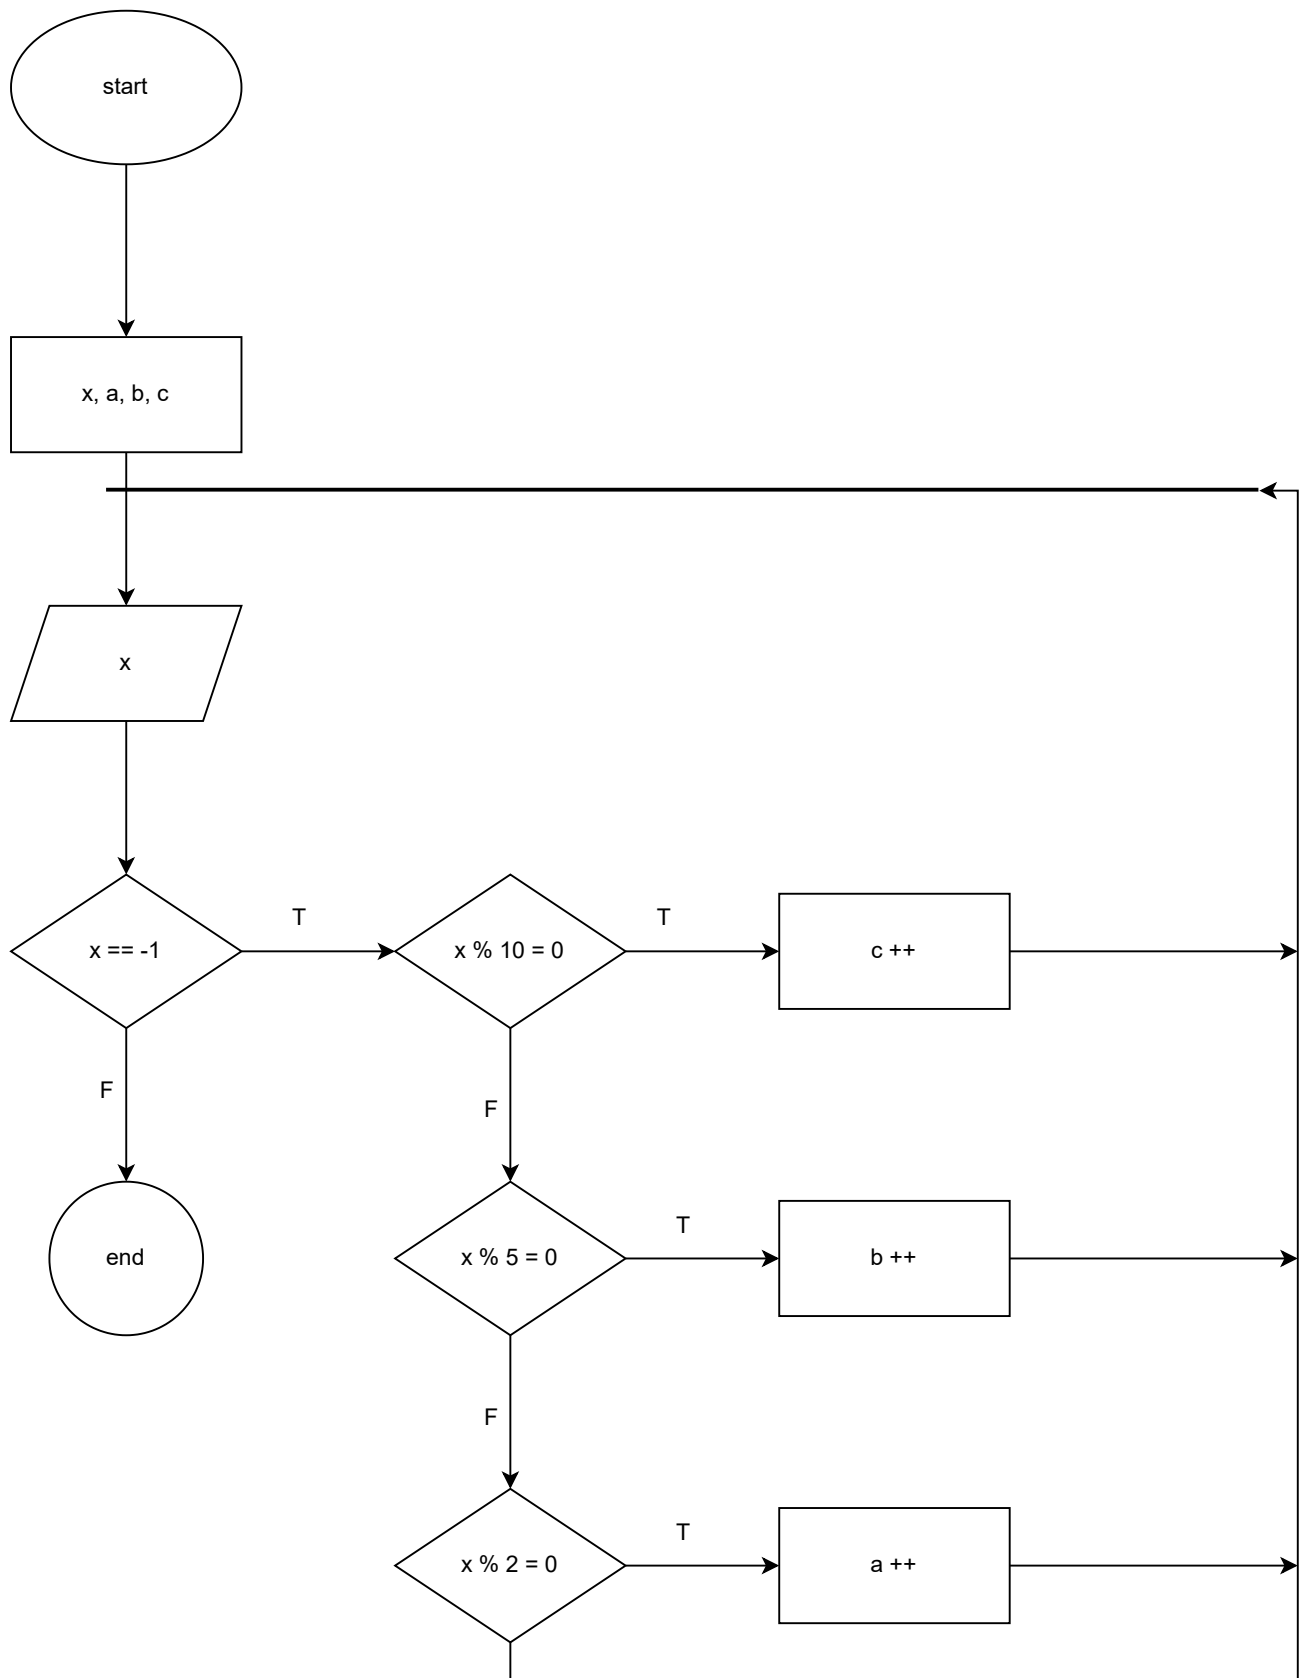 start
x, a, b, c
x
x == -1
T
x % 10 = 0
T
c ++
F
F
end
x % 5 = 0
T
b ++
F
x % 2 = 0
T
a ++